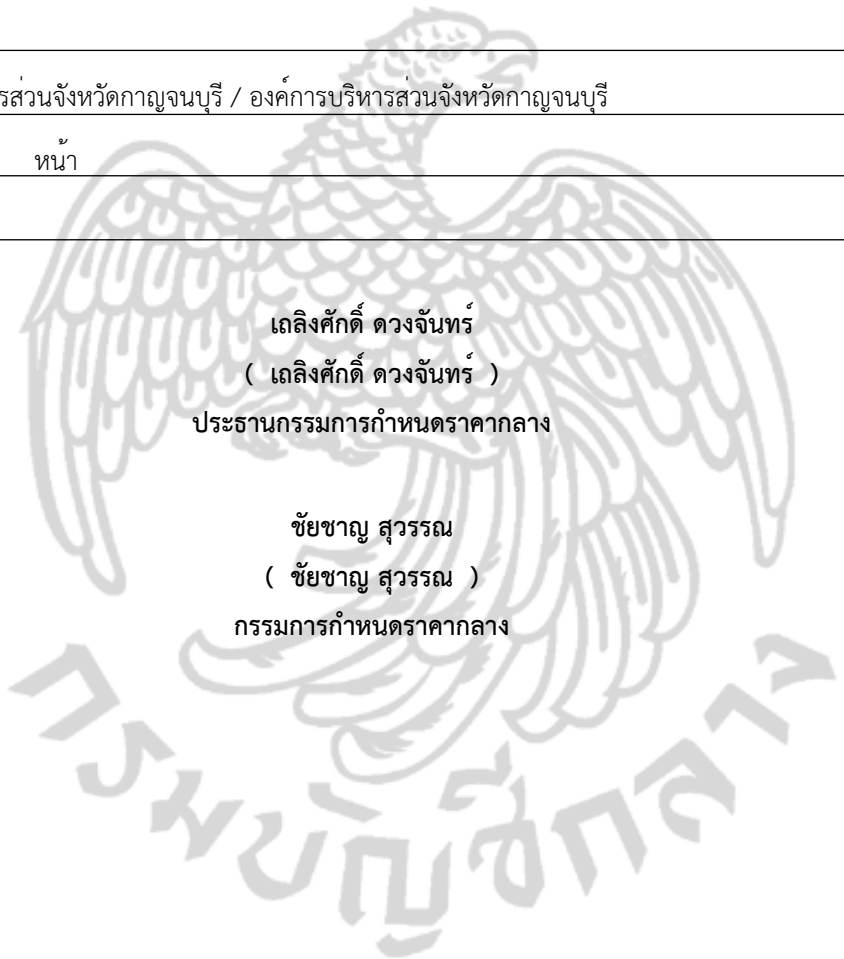 รส่วนจังหวัดกาญจนบุรี / องค์การบริหารส่วนจังหวัดกาญจนบุรี
หน้า
เถลิงศักดิ์ ดวงจันทร์
( เถลิงศักดิ์ ดวงจันทร์ )
ประธานกรรมการกำหนดราคากลาง
ชัยชาญ สุวรรณ
( ชัยชาญ สุวรรณ )
กรรมการกำหนดราคากลาง
กรมบัญชีกลาง